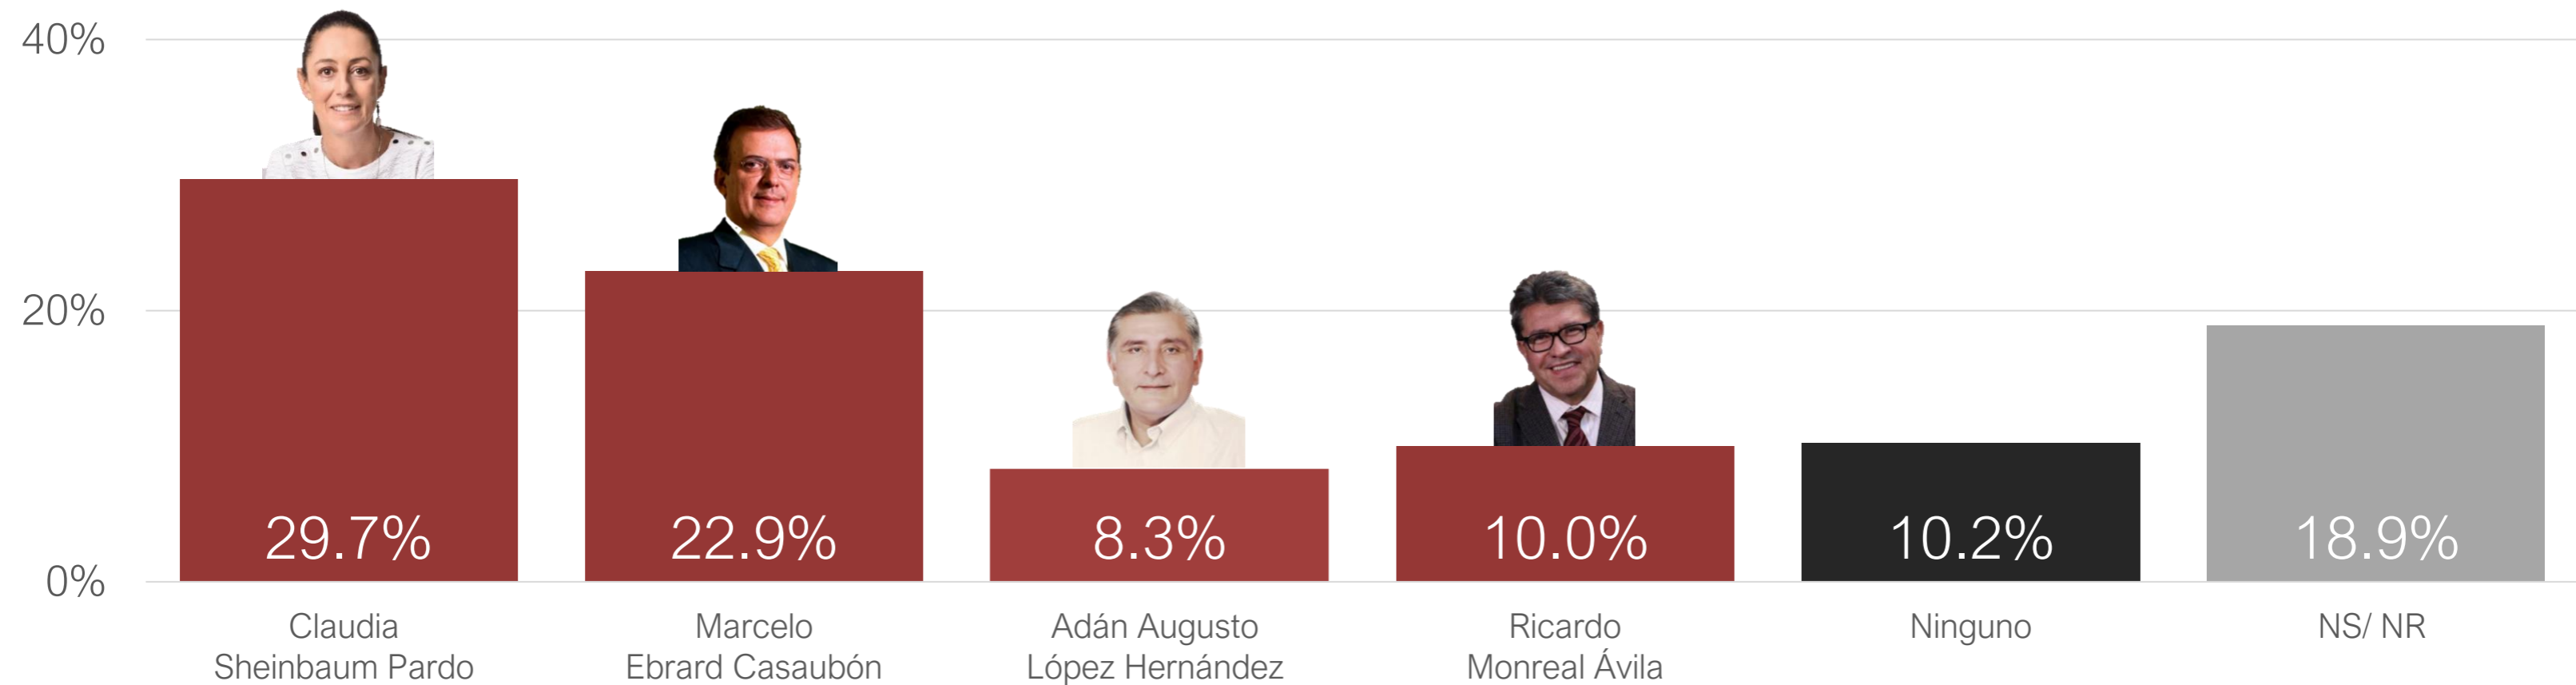 40%
20%
0%
29.7%
22.9%
8.3%
10.0%
10.2%
18.9%
Claudia
Sheinbaum Pardo
Marcelo
Ebrard Casaubón
Adán Augusto
López Hernández
Ricardo
Monreal Ávila
Ninguno
NS/ NR